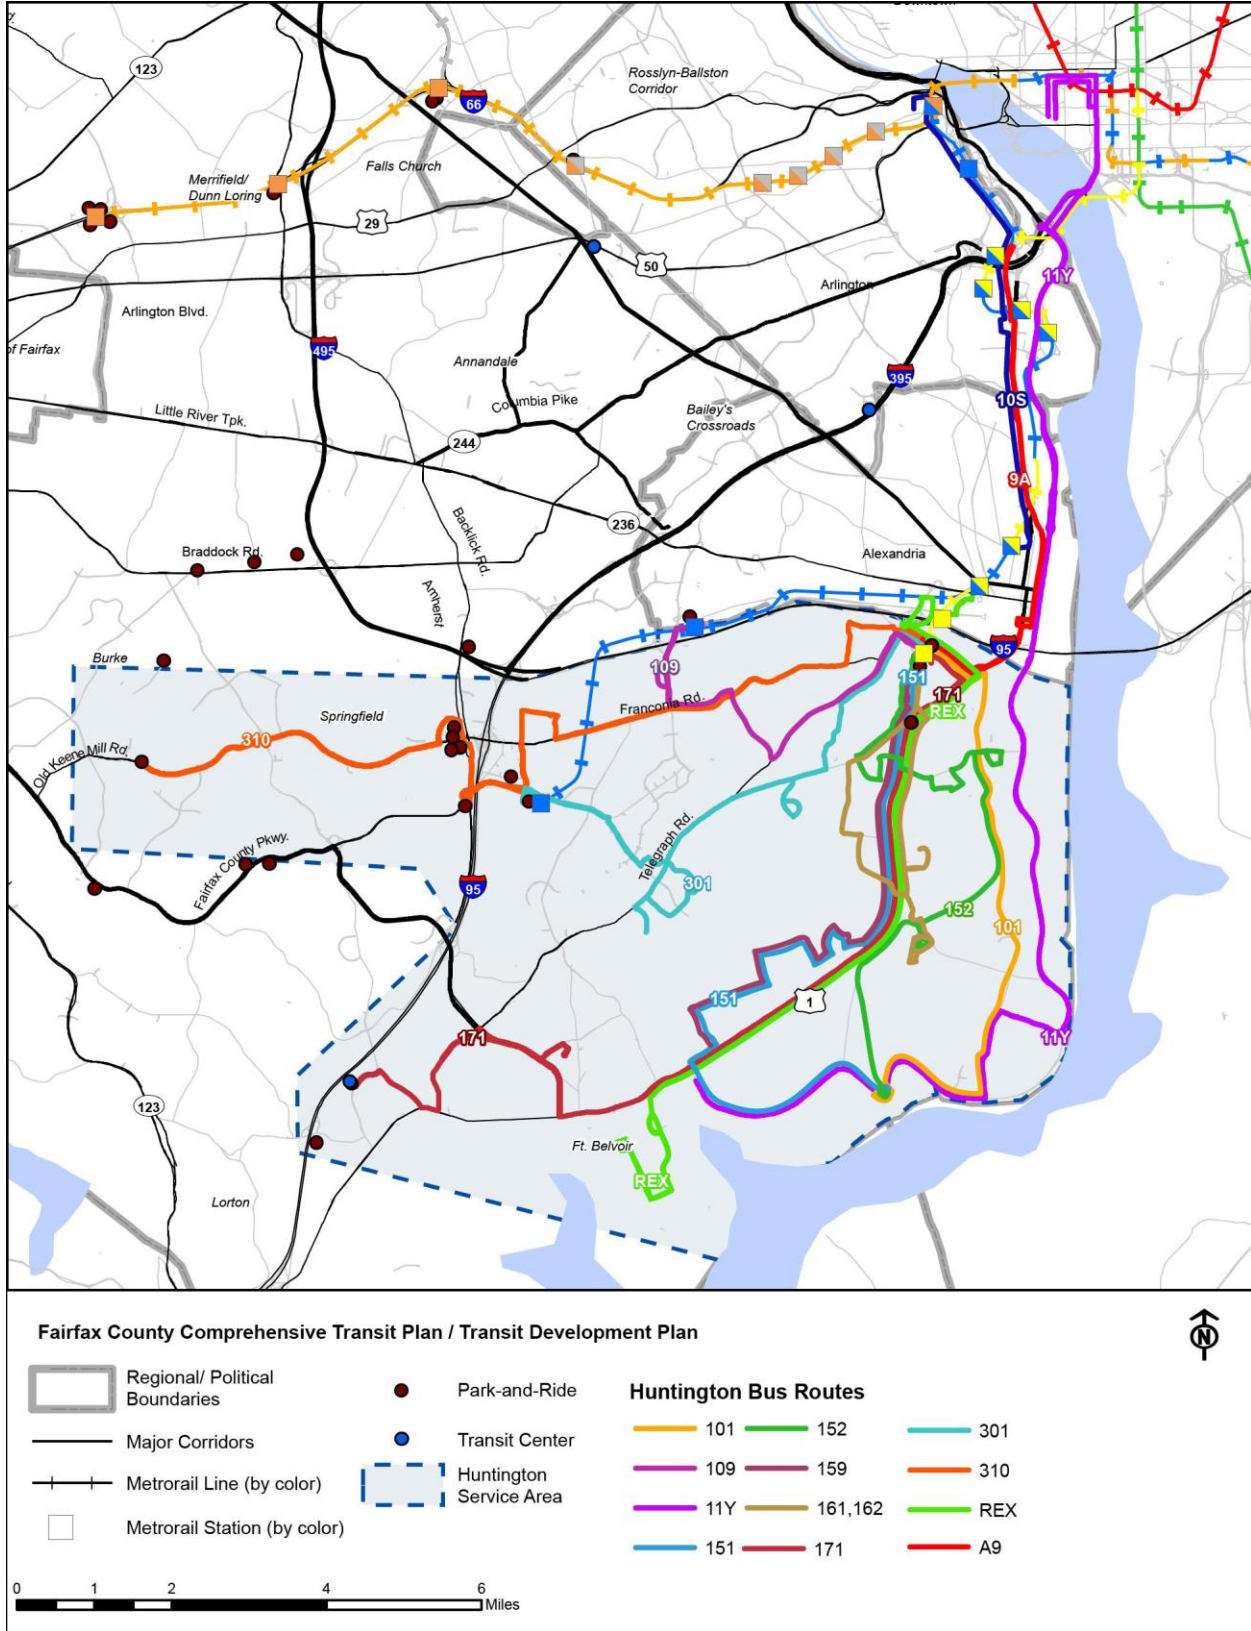 123
Rosslyn-Ballston
Corridor
66
Falls Church
Merrifield/
Dunn Loring
29
50
11Y
Arlington Blvd.
Arlington
of Fairfax
495
Annandale
395
Columbia Pike
Bailey's
Crossroads
10S
Little River Tpk.
244
9A
236
Backlick Rd.
Braddock Rd.
Alexandria
Amherst
95
Burke
109
151
171
REX
Franconia Rd.
Springfield
310
Old Keene Mill Rd.
Telegraph Rd.
Fairfax County Pkwy.
95
301
152
101
151
1
171
11Y
123
Ft. Belvoir
REX
Lorton
Fairfax County Comprehensive Transit Plan / Transit Development Plan
N
Regional/ Political
Boundaries
Major Corridors
Metrorail Line (by color)
Metrorail Station (by color)
Park-and-Ride
Transit Center
Huntington
Service Area
Huntington Bus Routes
101
109
11Y
151
152
159
161,162
171
301
310
REX
A9
0 1 2 4 6
Miles